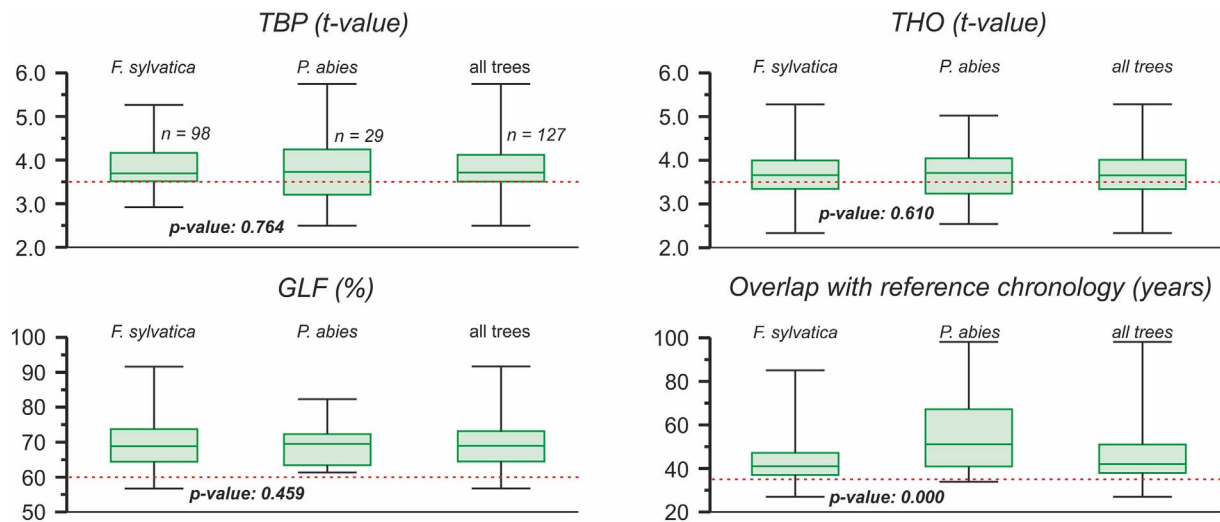 TBP (t-value)
F. sylvatica
P. abies
all trees
6.0
5.0
4.0
3.0
2.0
n = 98
n = 29
n = 127
p-value: 0.764
THO (t-value)
F. sylvatica
P. abies
all trees
6.0
5.0
4.0
3.0
2.0
p-value: 0.610
GLF (%)
F. sylvatica
P. abies
all trees
100
90
80
70
60
50
p-value: 0.459
Overlap with reference chronology (years)
F. sylvatica
P. abies
all trees
100
80
60
40
20
p-value: 0.000